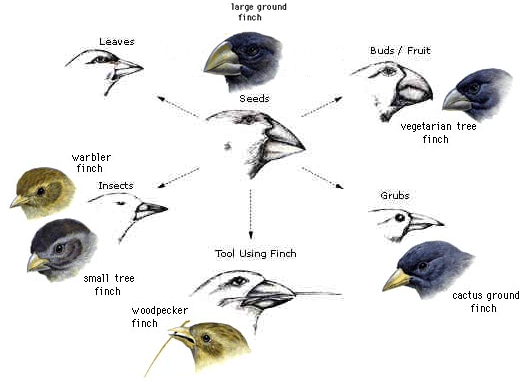 large ground
finch
Leaves
Buds / Fruit
Seeds
vegetarian tree
finch
warbler
finch
Insects
Grubs
Tool Using Finch
small tree
finch
cactus ground
finch
woodpecker
finch